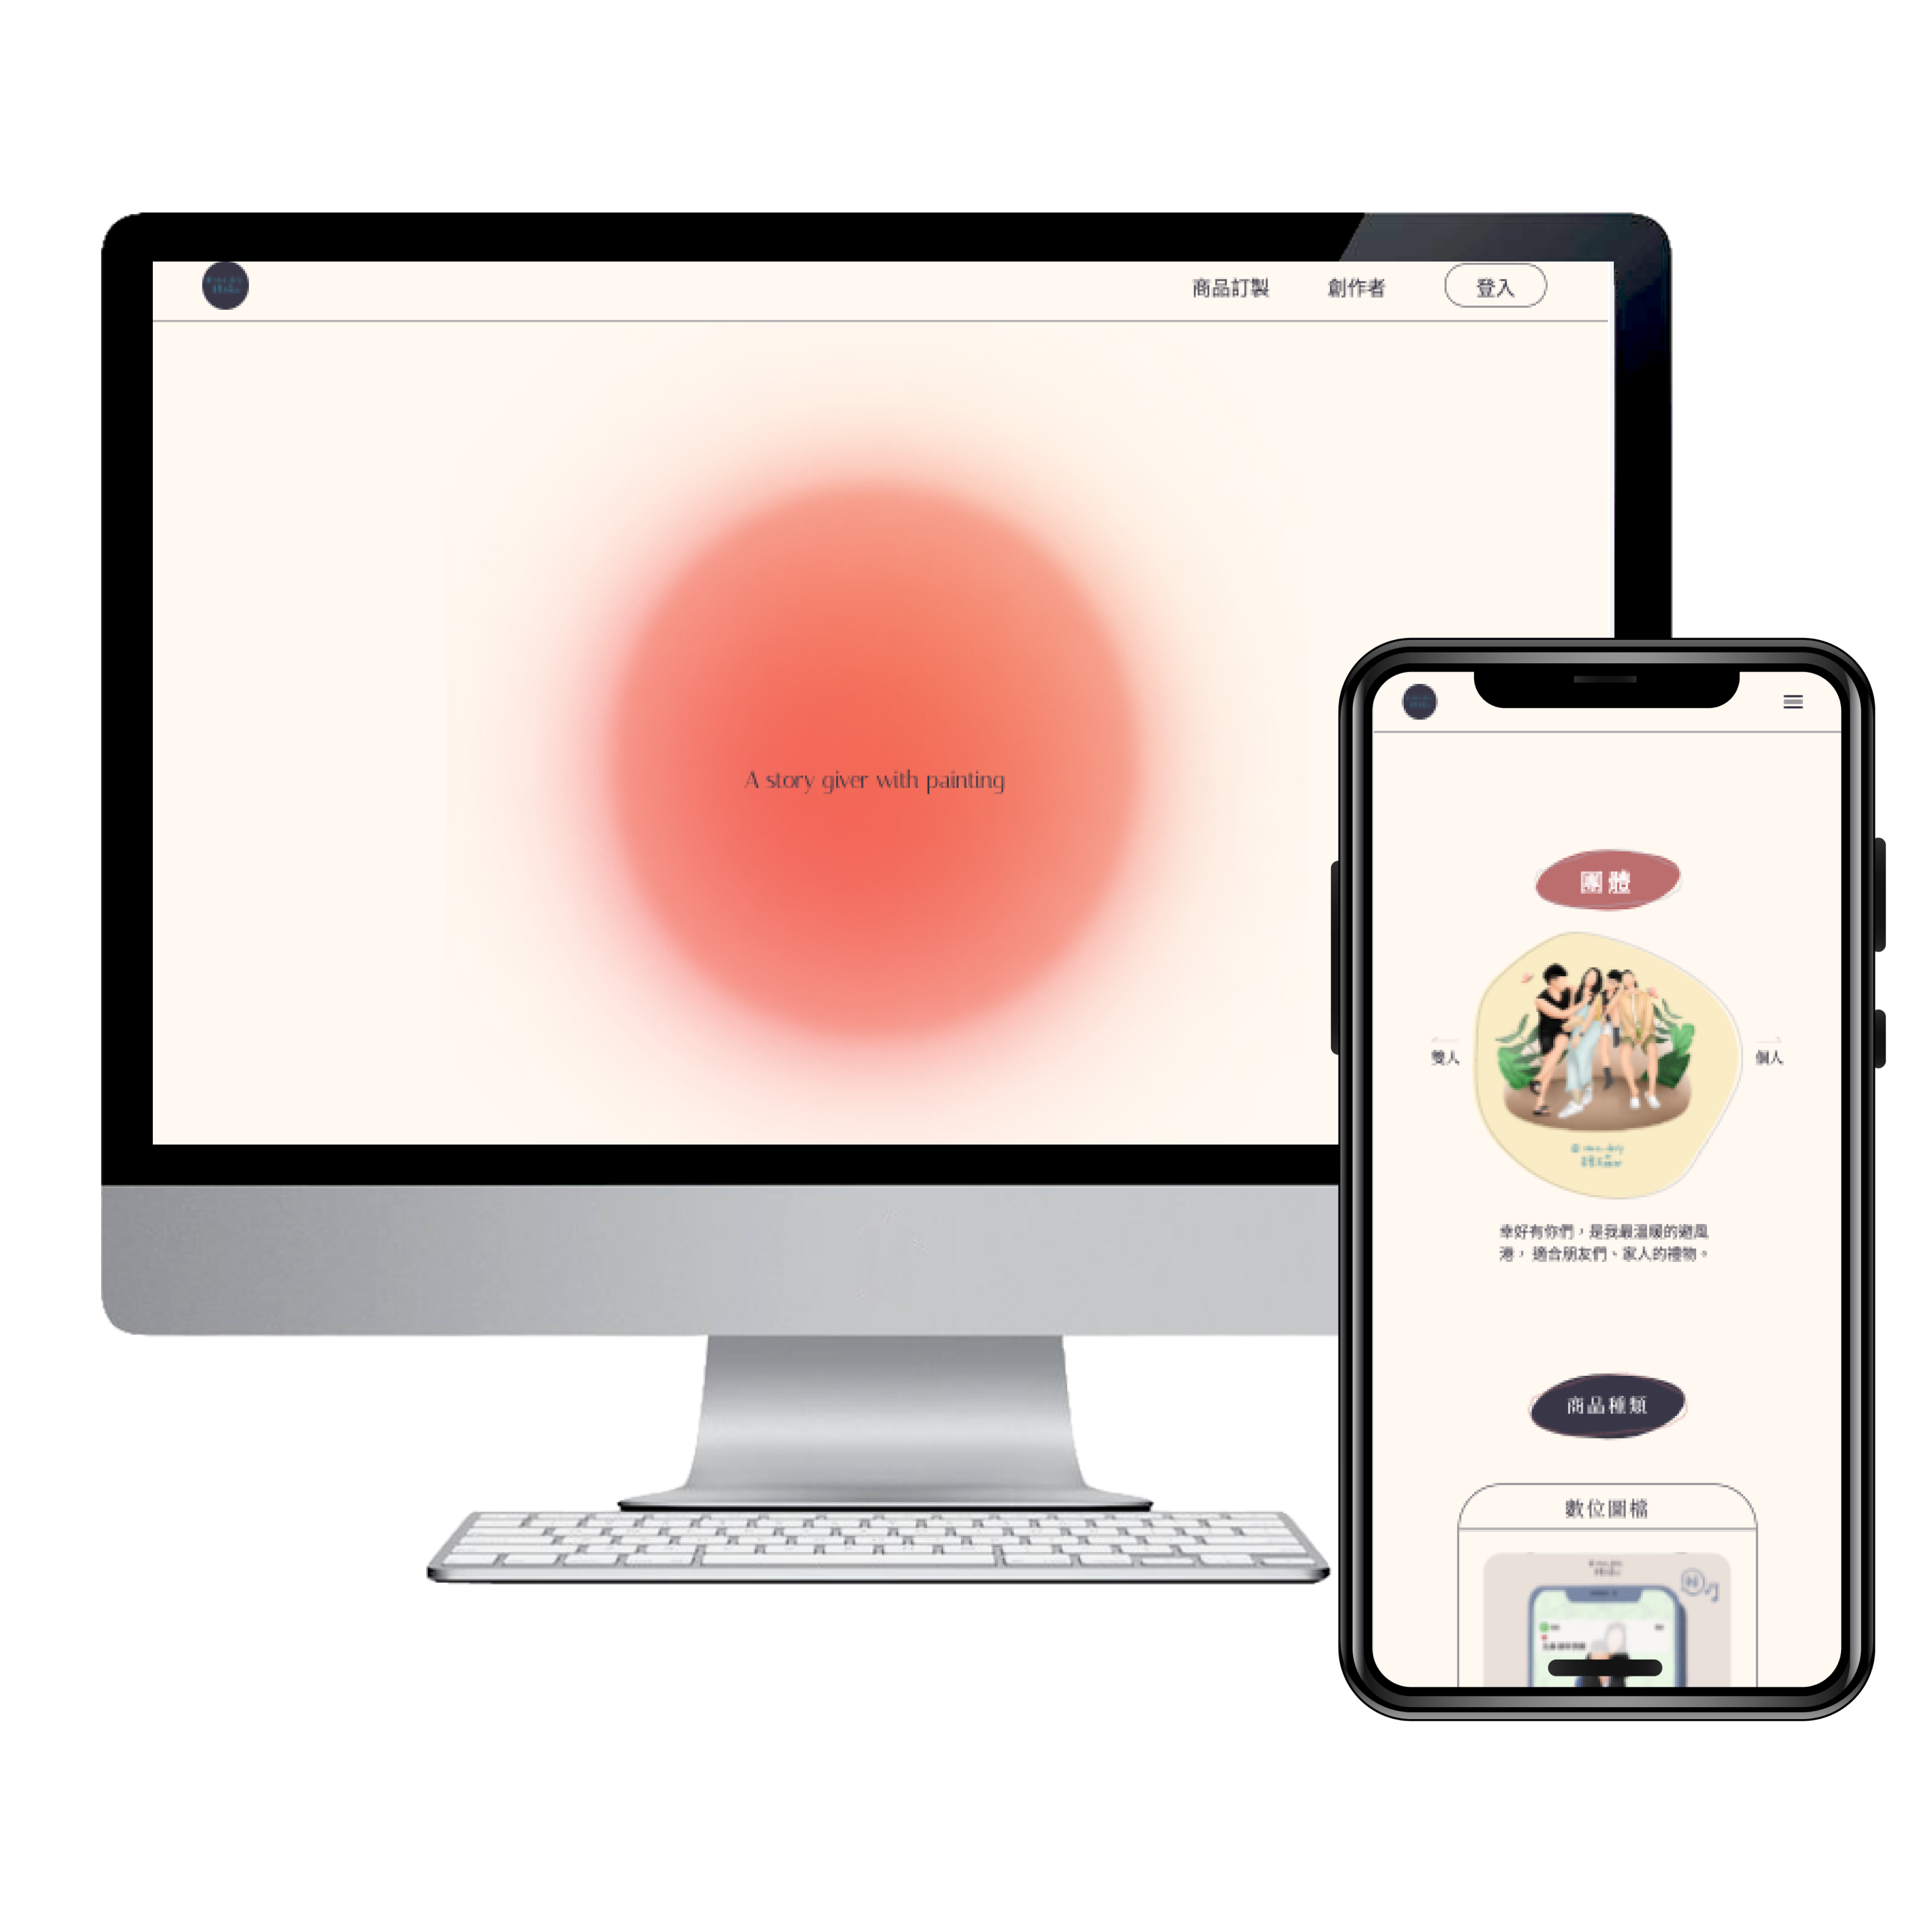 商品訂製
創作者
登入
A story giver with painting
團體
雙人
個人
幸好有你們，是我最溫暖的避風
港， 適合朋友們、家人的禮物。
商品種類
數位圖檔